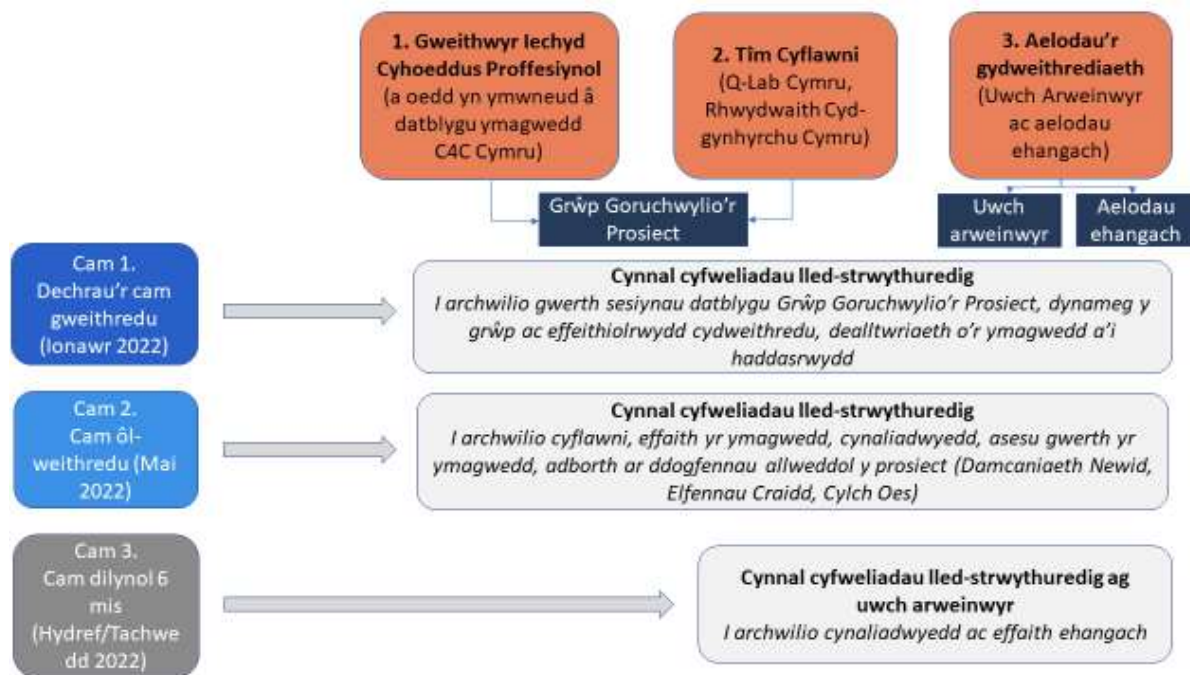 1. Gweithwyr Iechyd
Cyhoeddus Proffesiynol
(a oedd yn ymwneud â
datblygu ymagwedd
C4C Cymru)
2. Tîm Cyflawni
(Q-Lab Cymru,
Rhwydwaith Cyd-
gynhyrchu Cymru)
3. Aelodau’r
gydweithrediaeth
(Uwch Arweinwyr
ac aelodau
ehangach)
Grŵp Goruchwylio’r
Prosiect
Uwch
arweinwyr
Aelodau
ehangach
Cam 1.
Dechrau’r cam
gweithredu
(Ionawr 2022)
Cynnal cyfweliadau lled-strwythuredig
I archwilio gwerth sesiynau datblygu Grŵp Goruchwylio’r Prosiect, dynameg y
grŵp ac effeithiolrwydd cydweithredu, dealltwriaeth o’r ymagwedd a’i
haddasrwydd
Cam 2.
Cam ôl-
weithredu (Mai
2022)
Cynnal cyfweliadau lled-strwythuredig
I archwilio cyflawni, effaith yr ymagwedd, cynaliadwyedd, asesu gwerth yr
ymagwedd, adborth ar ddogfennau allweddol y prosiect (Damcaniaeth Newid,
Elfennau Craidd, Cylch Oes)
Cam 3.
Cam dilynol 6
mis
(Hydref/Tachwe
dd 2022)
Cynnal cyfweliadau lled-strwythuredig ag
uwch arweinwyr
I archwilio cynaliadwyedd ac effaith ehangach